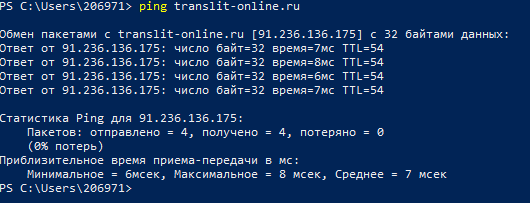 PS C:\Users\206971> ping translit-online.ru
Обмен пакетами с translit-online.ru [91.236.136.175] с 32 байтами данных:
Ответ от 91.236.136.175: число байт=32 время=7мс TTL=54
Ответ от 91.236.136.175: число байт=32 время=8мс TTL=54
Ответ от 91.236.136.175: число байт=32 время=6мс TTL=54
Ответ от 91.236.136.175: число байт=32 время=7мс TTL=54
Статистика Ping для 91.236.136.175:
Пакетов: отправлено = 4, получено = 4, потеряно = 0
(0% потерь)
Приблизительное время приема-передачи в мс:
Минимальное = 6мсек, Максимальное = 8 мсек, Среднее = 7 мсек
PS C:\Users\206971>